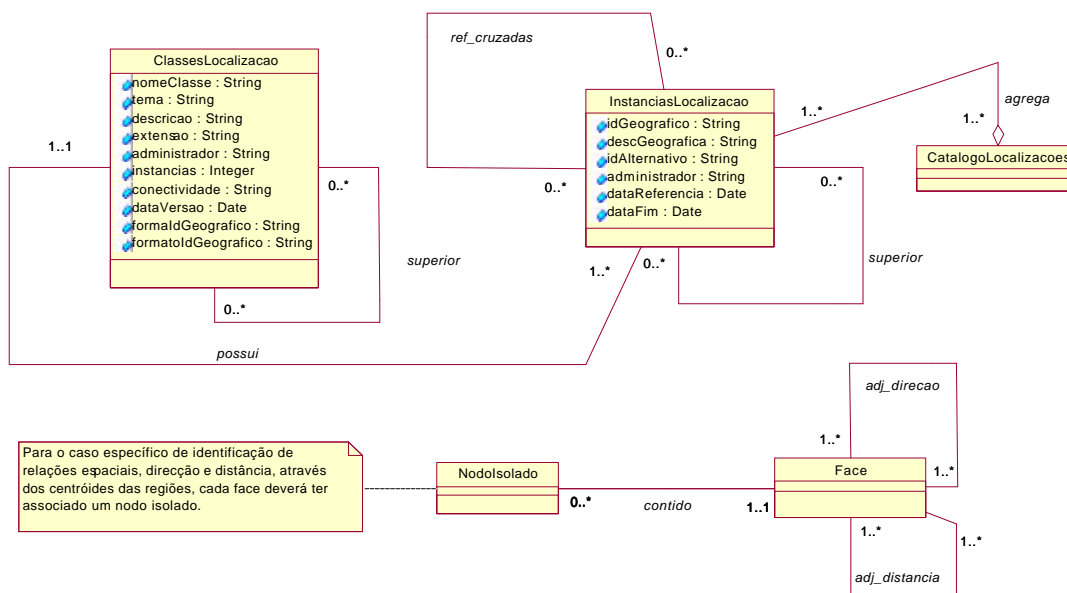 ref_cruzadas
0..*
ClassesLocalizacao
nomeClasse : String
tema : String
descricao : String
extensao : String
administrador : String
instancias : Integer
conectividade : String
dataVersao : Date
formaIdGeografico : String
formatoIdGeografico : String
1..1
0..*
superior
0..*
InstanciasLocalizacao
idGeografico : String
descGeografica : String
idAlternativo : String
administrador : String
dataReferencia : Date
dataFim : Date
0..*
0..*
superior
1..*
0..*
possui
1..*
agrega
1..*
CatalogoLocalizacoes
Para o caso específico de identificação de
relações espaciais, direcção e distância, através
dos centróides das regiões, cada face deverá ter
associado um nodo isolado.
NodoIsolado
0..*
contido
1..1
Face
adj_direcao
1..*
1..*
1..*
1..*
adj_distancia